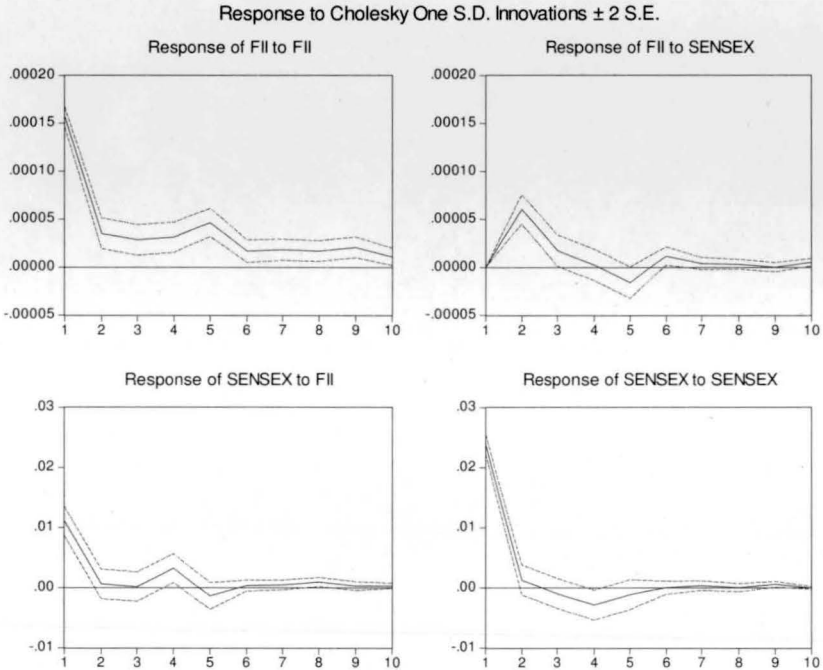 Response to Cholesky One S.D. Innovations ± 2 S.E.
Response of FII to FII
.00020
.00015
.00010
.00005
.00000
-.00005
1 2 3 4 5 6 7 8 9 10
Response of FII to SENSEX
.00020
.00015
.00010
.00005
.00000
-.00005
1 2 3 4 5 6 7 8 9 10
Response of SENSEX to FII
.03
.02
.01
.00
-.01
1 2 3 4 5 6 7 8 9 10
Response of SENSEX to SENSEX
.03
.02
.01
.00
-.01
1 2 3 4 5 6 7 8 9 10